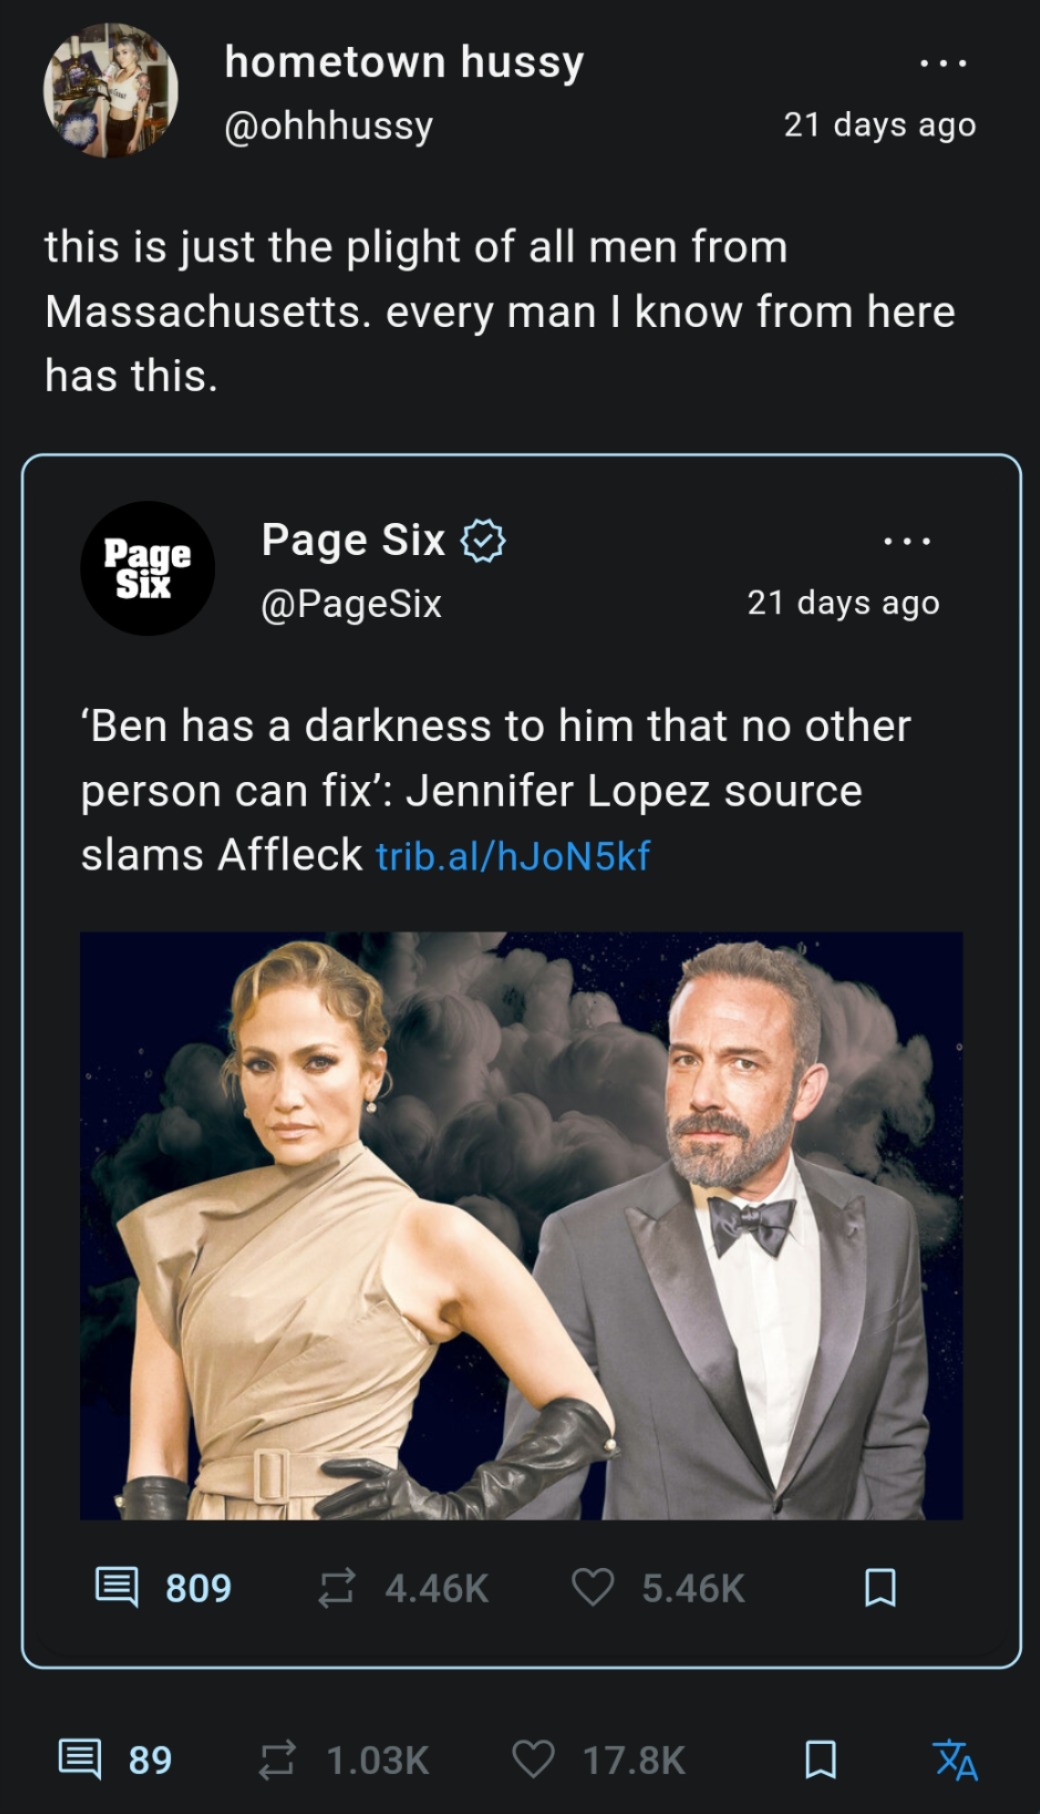 hometown hussy
@ohhhussy
21 days ago
this is just the plight of all men from
Massachusetts. every man I know from here
has this.
Page
Six
Page Six
@PageSix
21 days ago
‘Ben has a darkness to him that no other
person can fix’: Jennifer Lopez source
slams Affleck trib.al/hJoN5kf
809
4.46K
5.46K
89
1.03K
17.8K